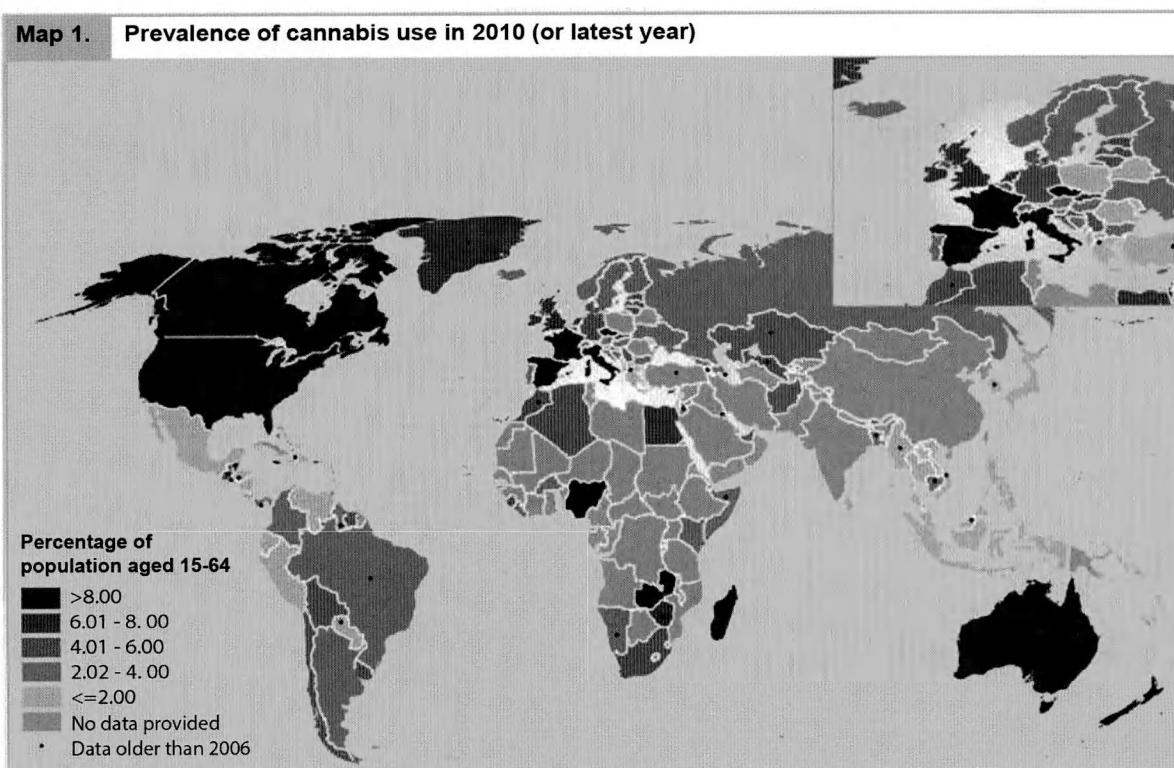 Map 1. Prevalence of cannabis use in 2010 (or latest year)
Percentage of
population aged 15-64
>8.00
6.01 - 8. 00
4.01 - 6.00
2.02 - 4. 00
<=2.00
No data provided
Data older than 2006